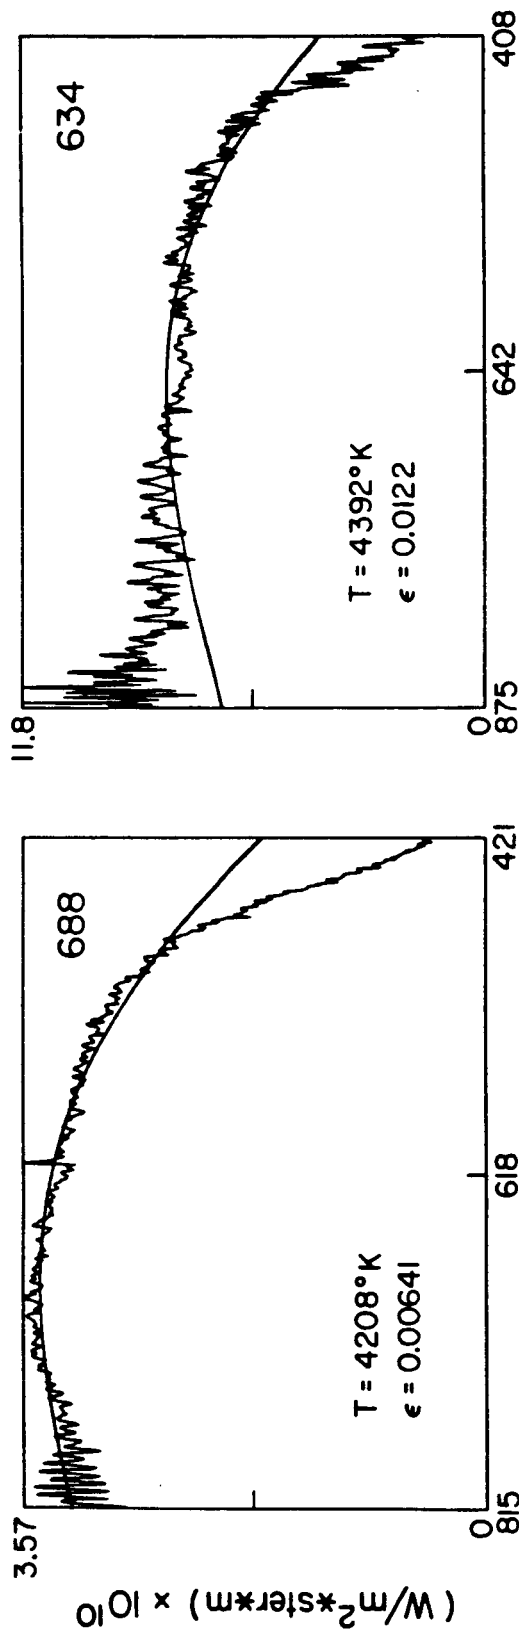 (W/m²*ster*m) x 10¹⁰
3.57
688
T = 4208°K
ϵ = 0.00641
0
815
618
421
11.8
634
T = 4392°K
ϵ = 0.0122
0
875
642
408